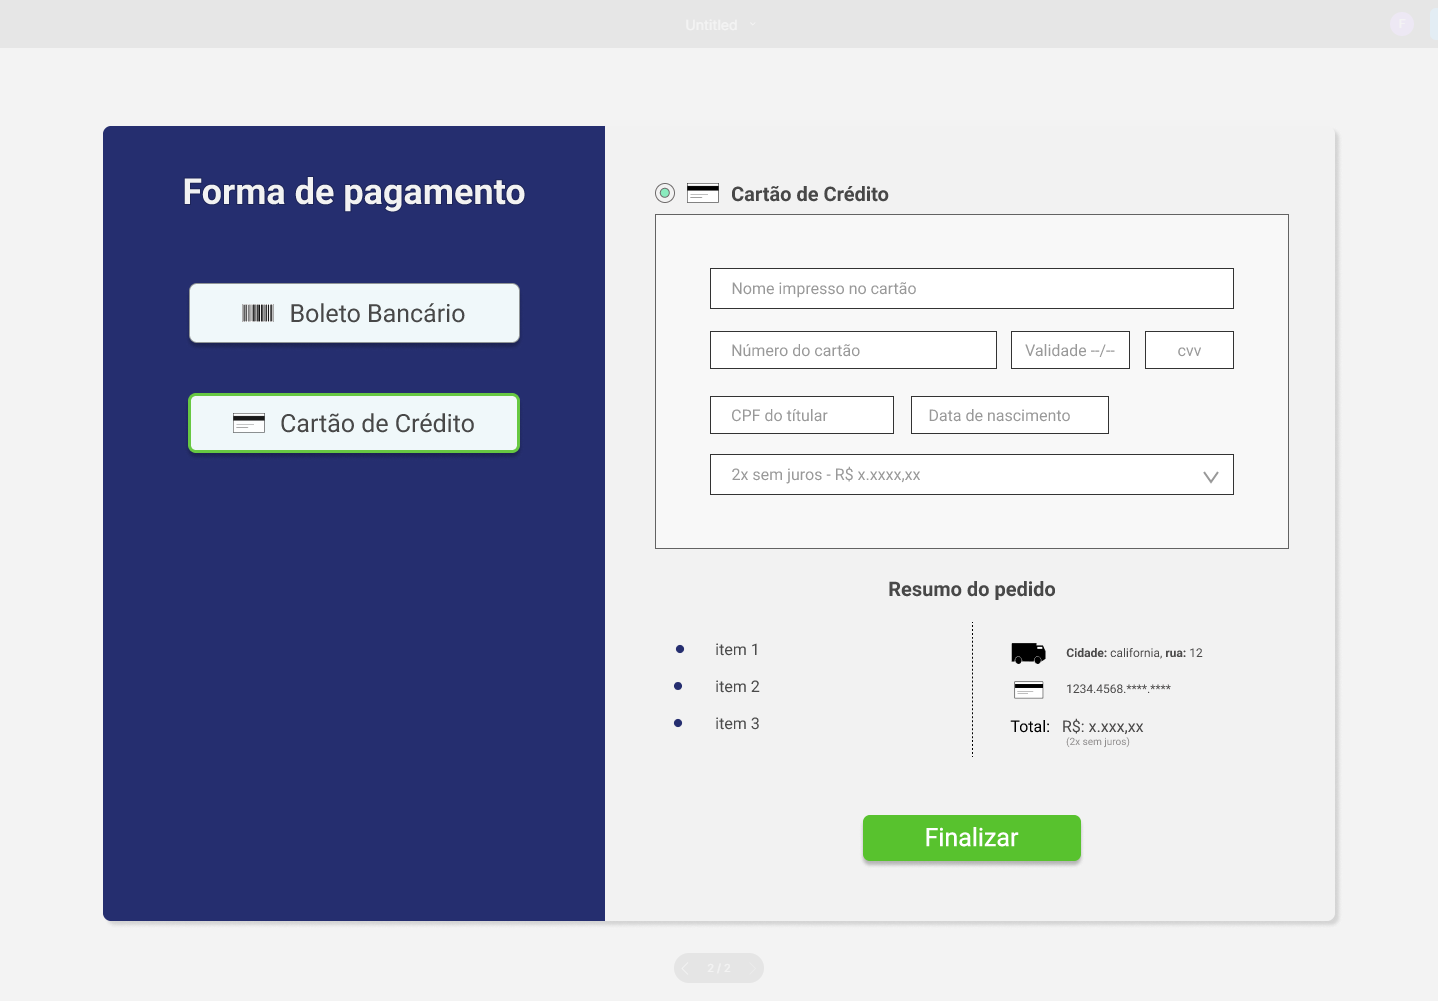 Untitled
F
Forma de pagamento
Boleto Bancário
Cartão de Crédito
Cartão de Crédito
Nome impresso no cartão
Número do cartão
Validade --/--
cvv
CPF do títular
Data de nascimento
2x sem juros - R$ x.xxxx,xx
Resumo do pedido
item 1
item 2
item 3
Cidade: california, rua: 12
1234.4568.****.****
Total: R$: x.xxx,xx
(2x sem juros)
Finalizar
2 / 2